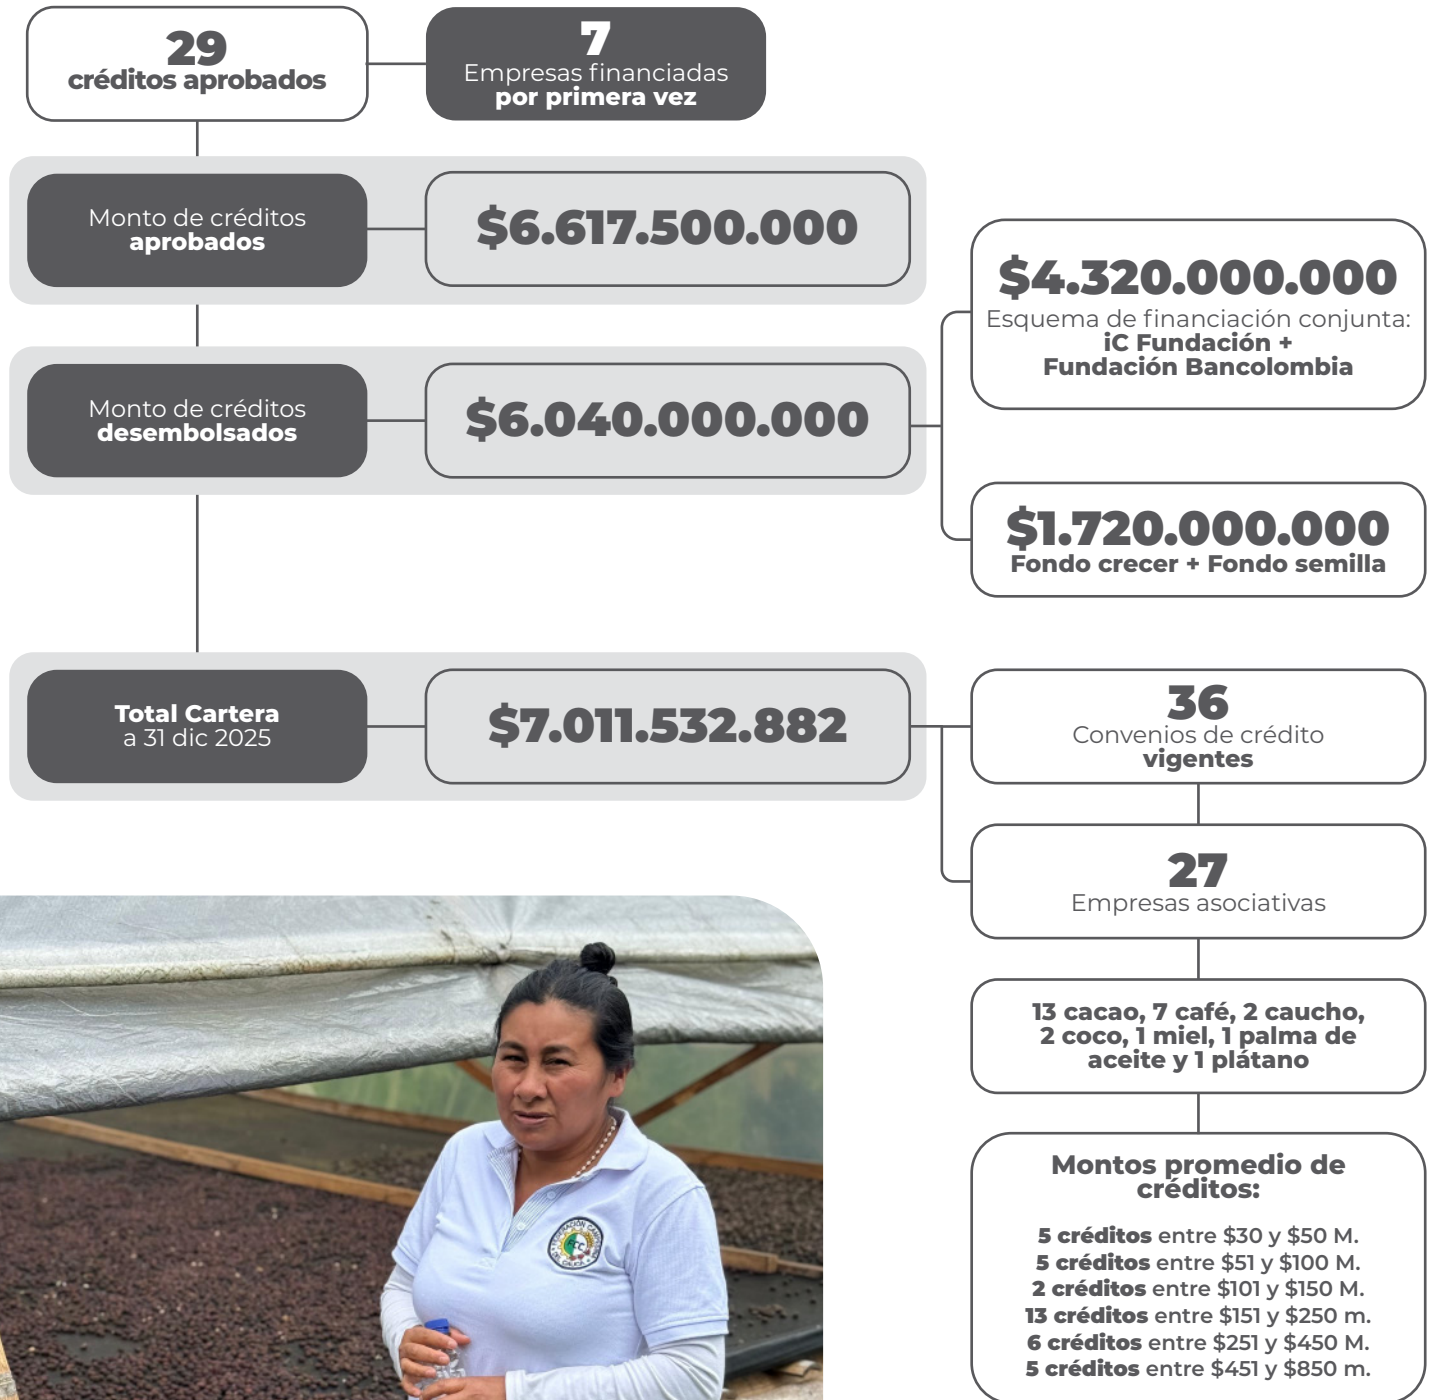 29
créditos aprobados
7
Empresas financiadas
por primera vez
Monto de créditos
aprobados
$6.617.500.000
Monto de créditos
desembolsados
$6.040.000.000
$4.320.000.000
Esquema de financiación conjunta:
iC Fundación +
Fundación Bancolombia
$1.720.000.000
Fondo crecer + Fondo semilla
Total Cartera
a 31 dic 2025
$7.011.532.882
36
Convenios de crédito
vigentes
27
Empresas asociativas
13 cacao, 7 café, 2 caucho,
2 coco, 1 miel, 1 palma de
aceite y 1 plátano
Montos promedio de
créditos:
5 créditos entre $30 y $50 M.
5 créditos entre $51 y $100 M.
2 créditos entre $101 y $150 M.
13 créditos entre $151 y $250 m.
6 créditos entre $251 y $450 M.
5 créditos entre $451 y $850 m.